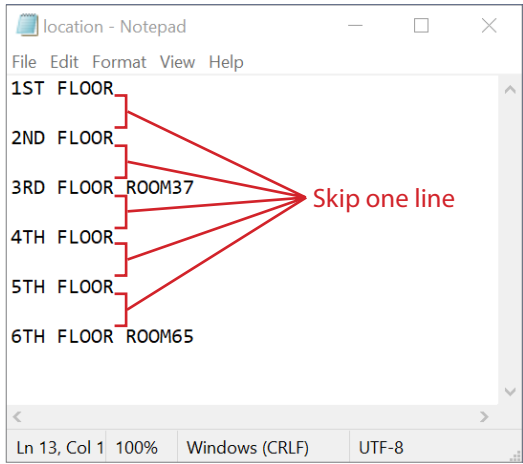 location - Notepad
File Edit Format View Help
1ST FLOOR
2ND FLOOR
3RD FLOOR ROOM37
Skip one line
4TH FLOOR
5TH FLOOR
6TH FLOOR ROOM65
Ln 13, Col 1 100% Windows (CRLF) UTF-8